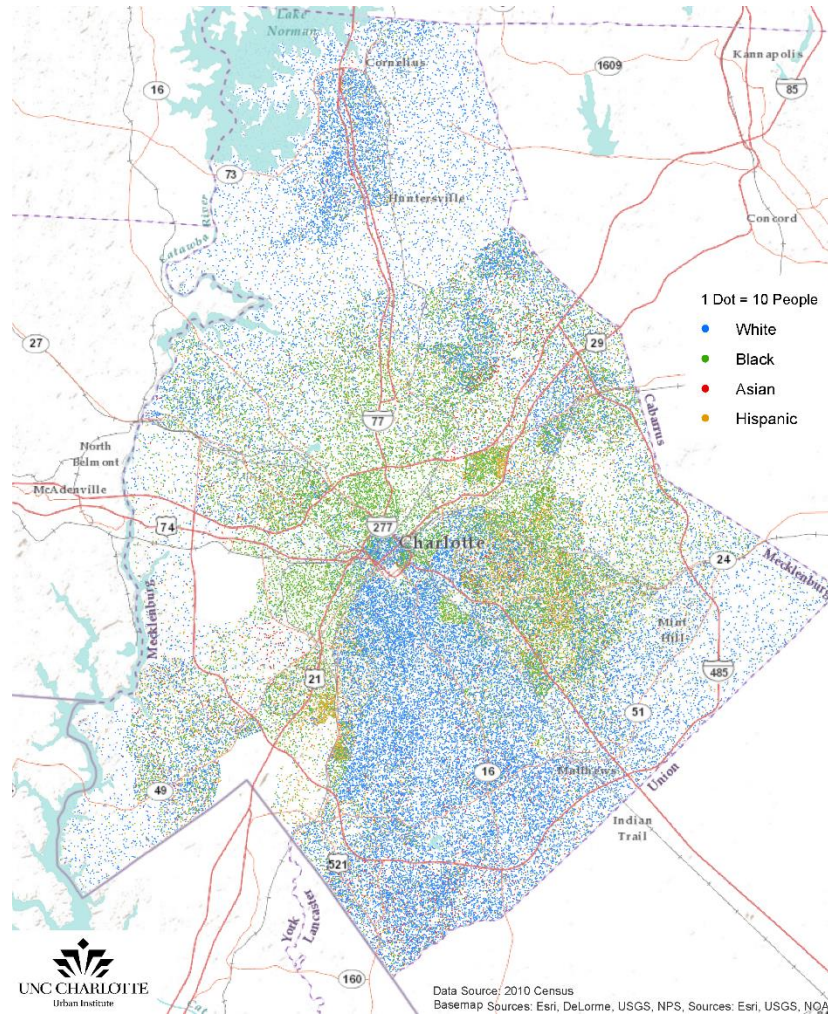 Lake
Norman
Cornelius
Kannapolis
1609
16
85
73
Huntersville
Catawba River
Concord
1 Dot = 10 People
White
Black
Asian
Hispanic
29
27
77
Cabarrus
North
Belmont
McAdenville
74
277
Charlotte
24
Mecklenburg
Mecklenburg
Mint
Hill
485
21
51
16
Matthews
Union
49
Indian
Trail
521
York
Lancaster
160
UNC CHARLOTTE
Urban Institute
Data Source: 2010 Census
Basemap Sources: Esri, DeLorme, USGS, NPS, Sources: Esri, USGS, NOA